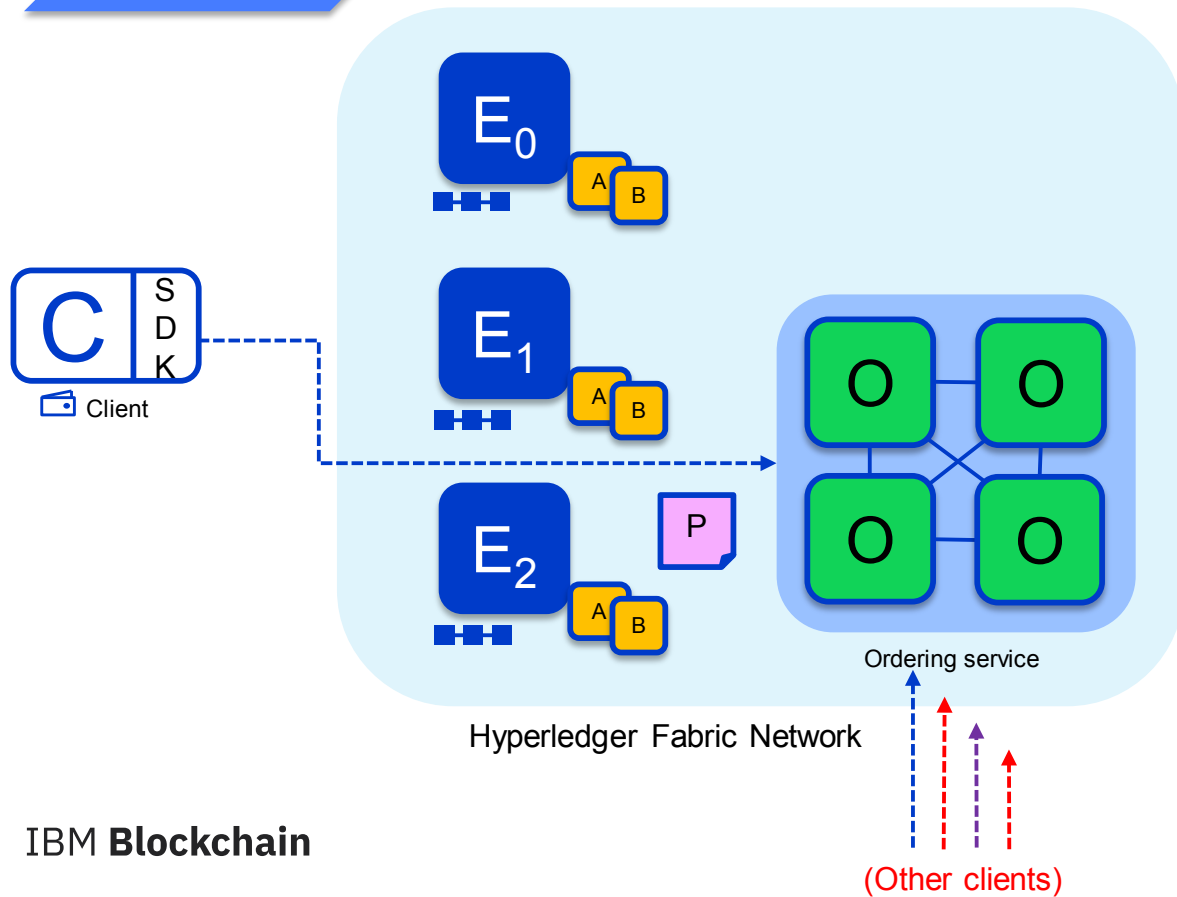 E0
A
B
C
S
D
K
Client
E1
A
B
E2
A
B
P
O
O
O
O
Ordering service
Hyperledger Fabric Network
IBM Blockchain
(Other clients)